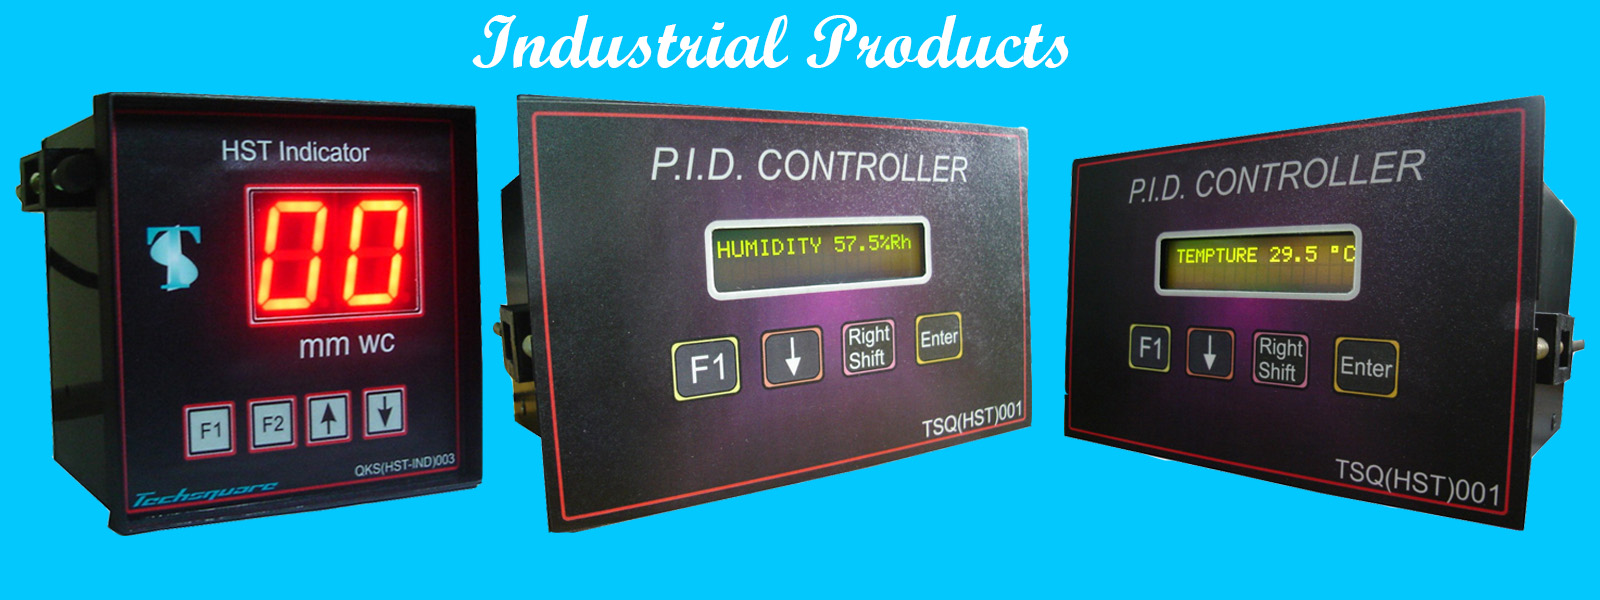 Industrial Products
HST Indicator
TS
00
mm wc
F1
F2
QKS(HST-IND)003
Techsquare
P.I.D. CONTROLLER
HUMIDITY 57.5%Rh
F1
Right
Shift
Enter
TSQ(HST)001
P.I.D. CONTROLLER
TEMPTURE 29.5 °C
F1
Right
Shift
Enter
TSQ(HST)001